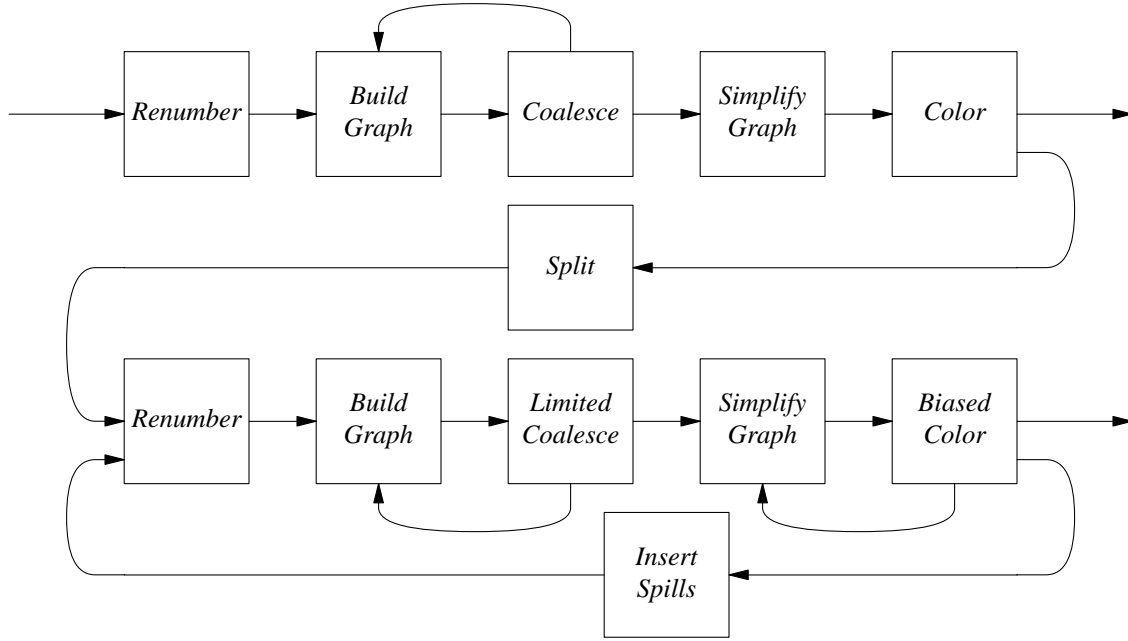 Renumber
Build
Graph
Coalesce
Simplify
Graph
Color
Split
Renumber
Build
Graph
Limited
Coalesce
Simplify
Graph
Biased
Color
Insert
Spills